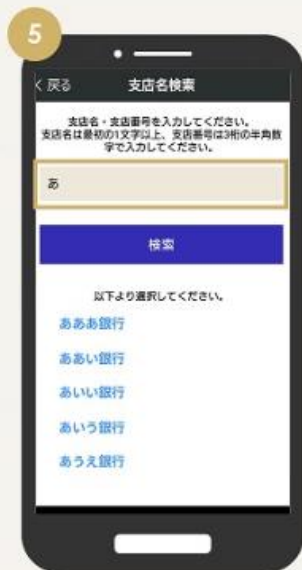 5
< 戻る 支店名検索
支店名・支店番号を入力してください。
支店名は最初の1文字以上、支店番号は3桁の半角数
字で入力してください。
あ
検索
以下より選択してください。
あああ銀行
ああい銀行
あいい銀行
あいう銀行
あうえ銀行